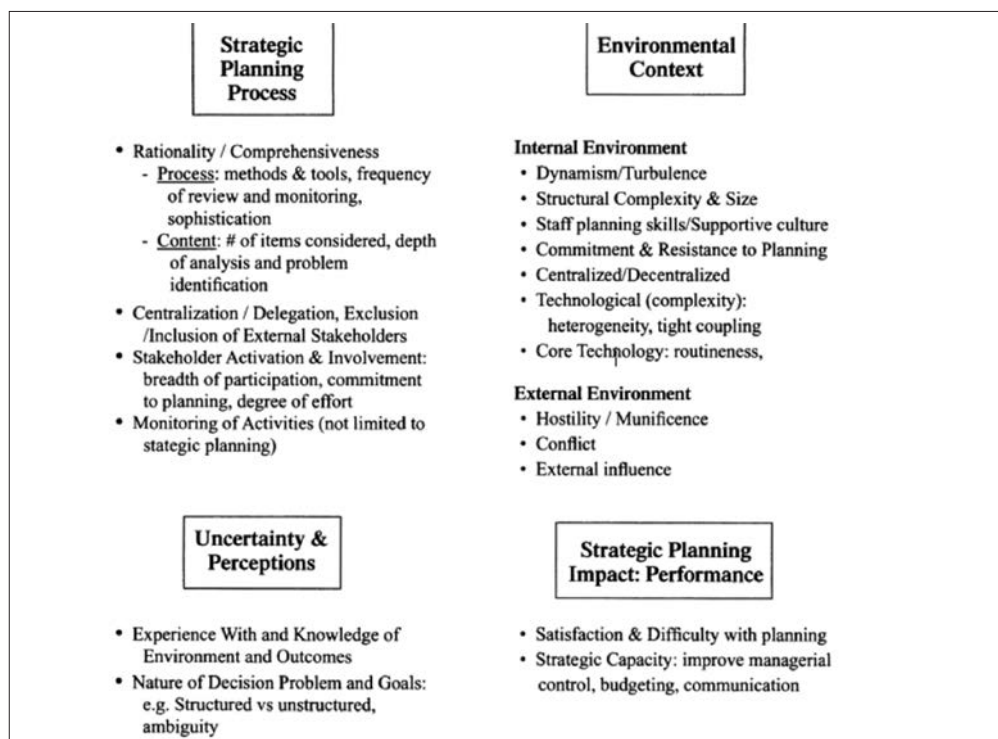 Strategic
Planning
Process
• Rationality / Comprehensiveness
- Process: methods & tools, frequency
of review and monitoring,
sophistication
- Content: # of items considered, depth
of analysis and problem
identification
• Centralization / Delegation, Exclusion
/Inclusion of External Stakeholders
• Stakeholder Activation & Involvement:
breadth of participation, commitment
to planning, degree of effort
• Monitoring of Activities (not limited to
stategic planning)
Environmental
Context
Internal Environment
• Dynamism/Turbulence
• Structural Complexity & Size
• Staff planning skills/Supportive culture
• Commitment & Resistance to Planning
• Centralized/Decentralized
• Technological (complexity):
heterogeneity, tight coupling
• Core Technology: routineness,
External Environment
• Hostility / Munificence
• Conflict
• External influence
Uncertainty &
Perceptions
• Experience With and Knowledge of
Environment and Outcomes
• Nature of Decision Problem and Goals:
e.g. Structured vs unstructured,
ambiguity
Strategic Planning
Impact: Performance
• Satisfaction & Difficulty with planning
• Strategic Capacity: improve managerial
control, budgeting, communication